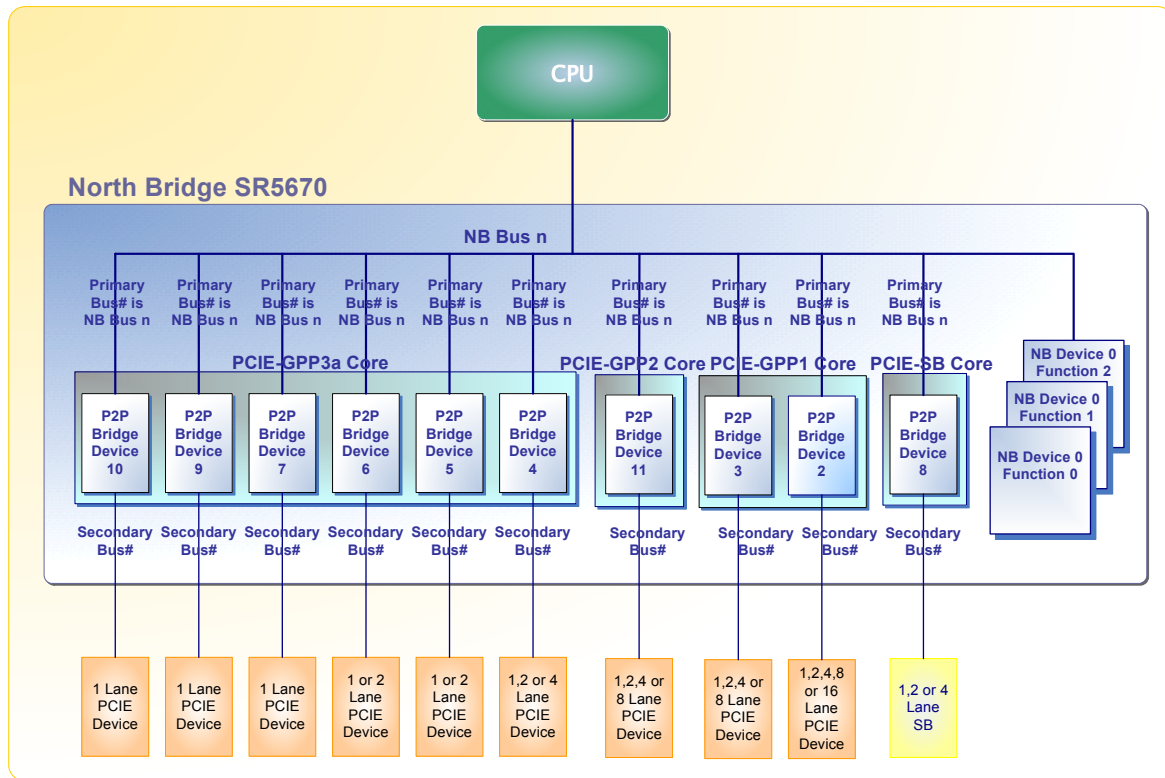 CPU
North Bridge SR5670
NB Bus n
Primary
Bus# is
NB Bus n
Primary
Bus# is
NB Bus n
Primary
Bus# is
NB Bus n
Primary
Bus# is
NB Bus n
Primary
Bus# is
NB Bus n
Primary
Bus# is
NB Bus n
Primary
Bus# is
NB Bus n
Primary
Bus# is
NB Bus n
Primary
Bus# is
NB Bus n
Primary
Bus# is
NB Bus n
PCIE-GPP3a Core
PCIE-GPP2 Core
PCIE-GPP1 Core
PCIE-SB Core
NB Device 0
Function 2
NB Device 0
Function 1
NB Device 0
Function 0
P2P
Bridge
Device
10
P2P
Bridge
Device
9
P2P
Bridge
Device
7
P2P
Bridge
Device
6
P2P
Bridge
Device
5
P2P
Bridge
Device
4
P2P
Bridge
Device
11
P2P
Bridge
Device
3
P2P
Bridge
Device
2
P2P
Bridge
Device
8
Secondary
Bus#
Secondary
Bus#
Secondary
Bus#
Secondary
Bus#
Secondary
Bus#
Secondary
Bus#
Secondary
Bus#
Secondary
Bus#
Secondary
Bus#
Secondary
Bus#
1 Lane
PCIE
Device
1 Lane
PCIE
Device
1 Lane
PCIE
Device
1 or 2
Lane
PCIE
Device
1 or 2
Lane
PCIE
Device
1,2 or 4
Lane
PCIE
Device
1,2,4 or
8 Lane
PCIE
Device
1,2,4 or
8 Lane
PCIE
Device
1,2,4,8
or 16
Lane
PCIE
Device
1,2 or 4
Lane
SB